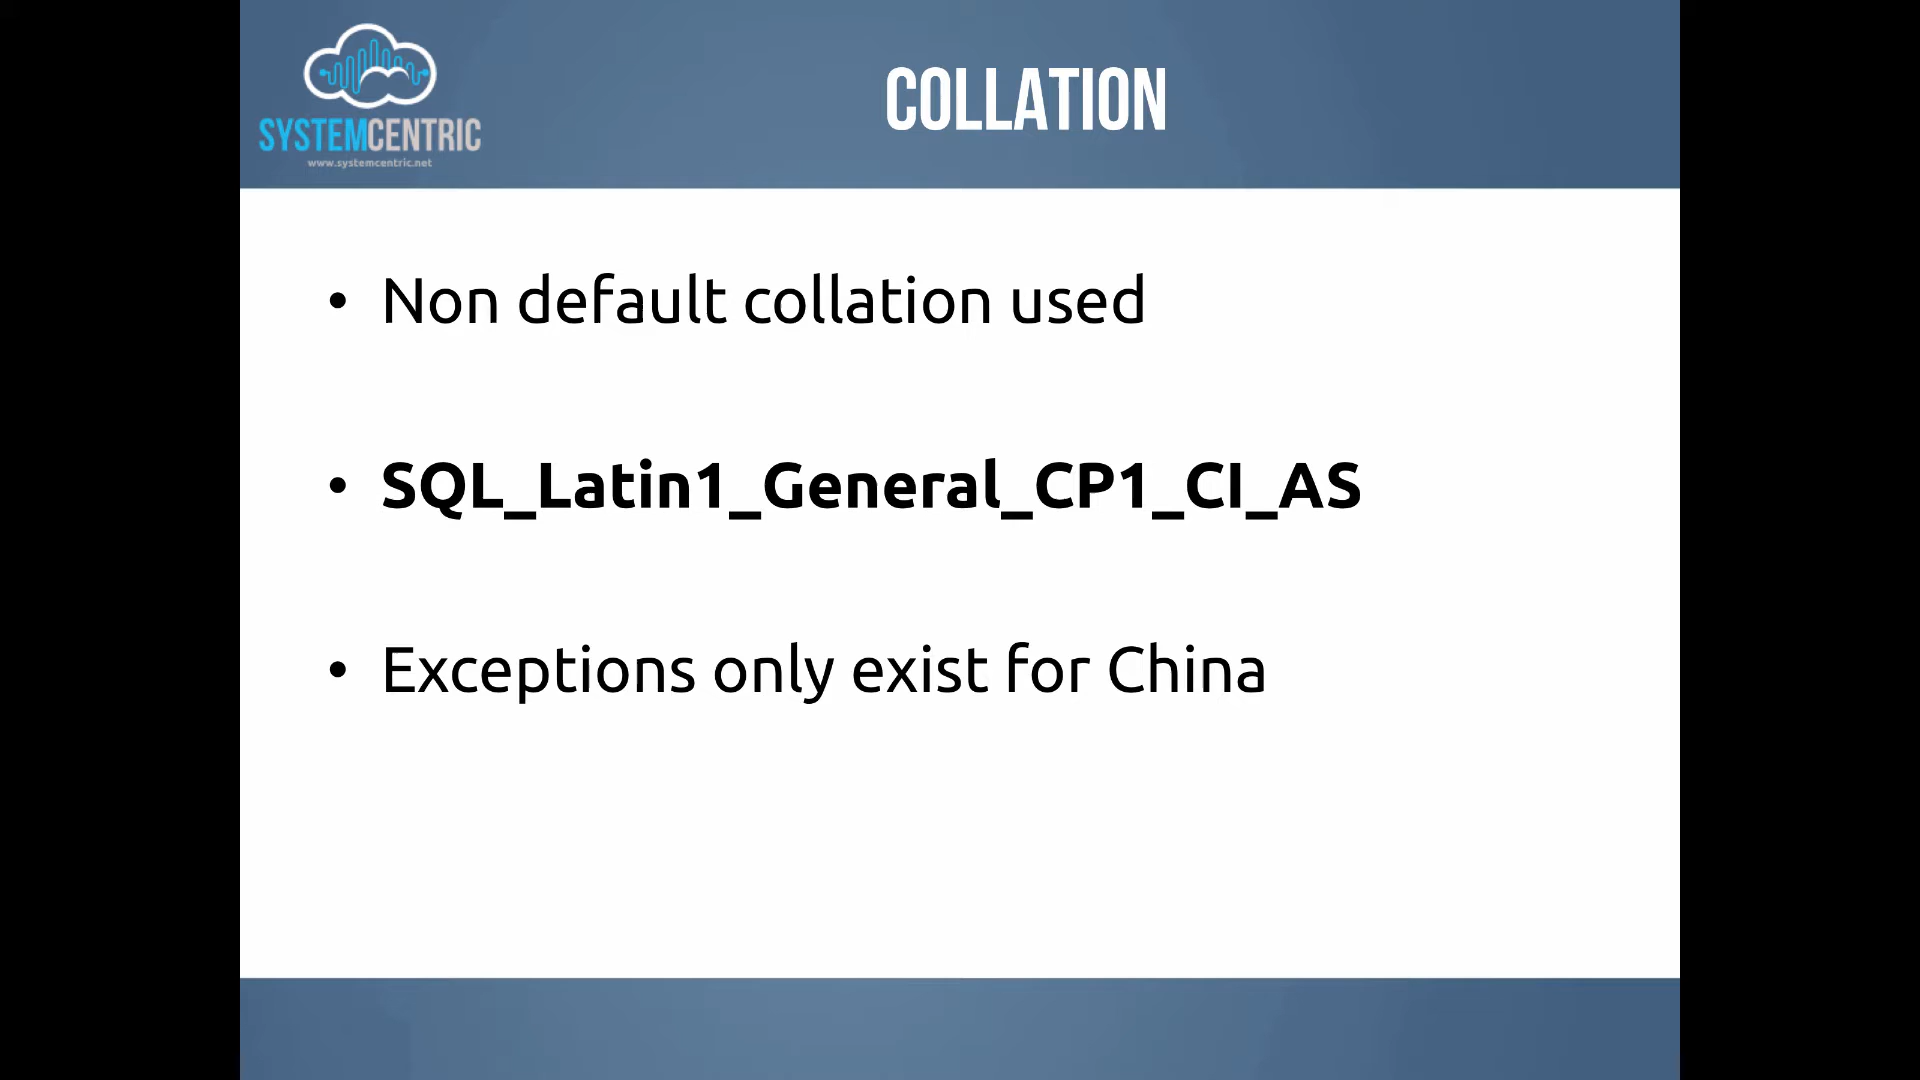 SYSTEMCENTRIC
www.systemcentric.net
COLLATION
• Non default collation used
• SQL_Latin1_General_CP1_CI_AS
• Exceptions only exist for China